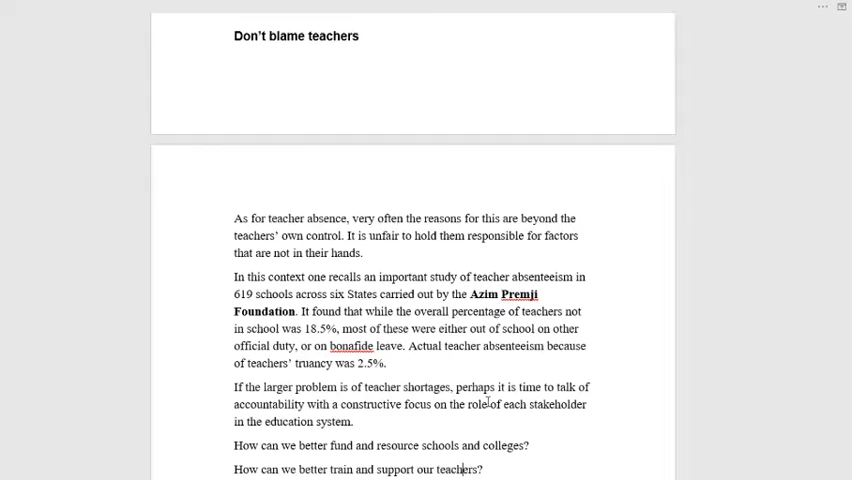 Don’t blame teachers
As for teacher absence, very often the reasons for this are beyond the
teachers’ own control. It is unfair to hold them responsible for factors
that are not in their hands.
In this context one recalls an important study of teacher absenteeism in
619 schools across six States carried out by the Azim Premji
Foundation. It found that while the overall percentage of teachers not
in school was 18.5%, most of these were either out of school on other
official duty, or on bonafide leave. Actual teacher absenteeism because
of teachers’ truancy was 2.5%.
If the larger problem is of teacher shortages, perhaps it is time to talk of
accountability with a constructive focus on the role of each stakeholder
in the education system.
How can we better fund and resource schools and colleges?
How can we better train and support our teachers?